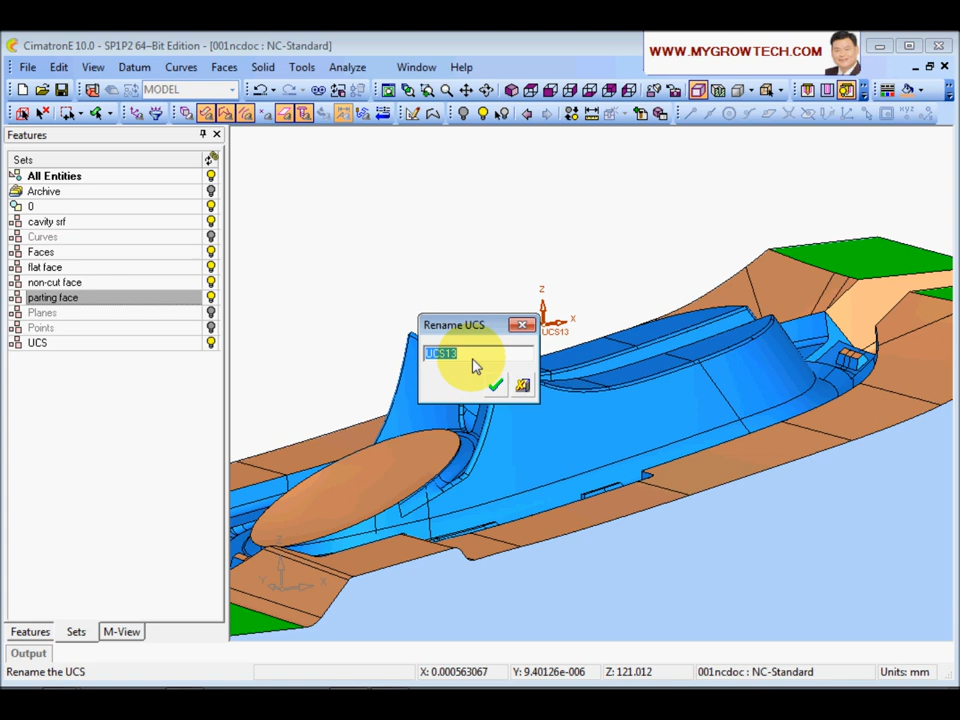 CimatronE 10.0 - SP1P2 64-Bit Edition - [001ncdoc : NC-Standard]
WWW.MYGROWTECH.COM
File Edit View Datum Curves Faces Solid Tools Analyze Window Help
MODEL
Features
Sets
All Entities
Archive
0
cavity srf
Curves
Faces
flat face
non-cut face
parting face
Planes
Points
UCS
Z
X
UCS13
Rename UCS
UCS13
Z
Y X
Features Sets M-View
Output
Rename the UCS X: 0.000563067 Y: 9.40126e-006 Z: 121.012 001ncdoc : NC-Standard Units: mm